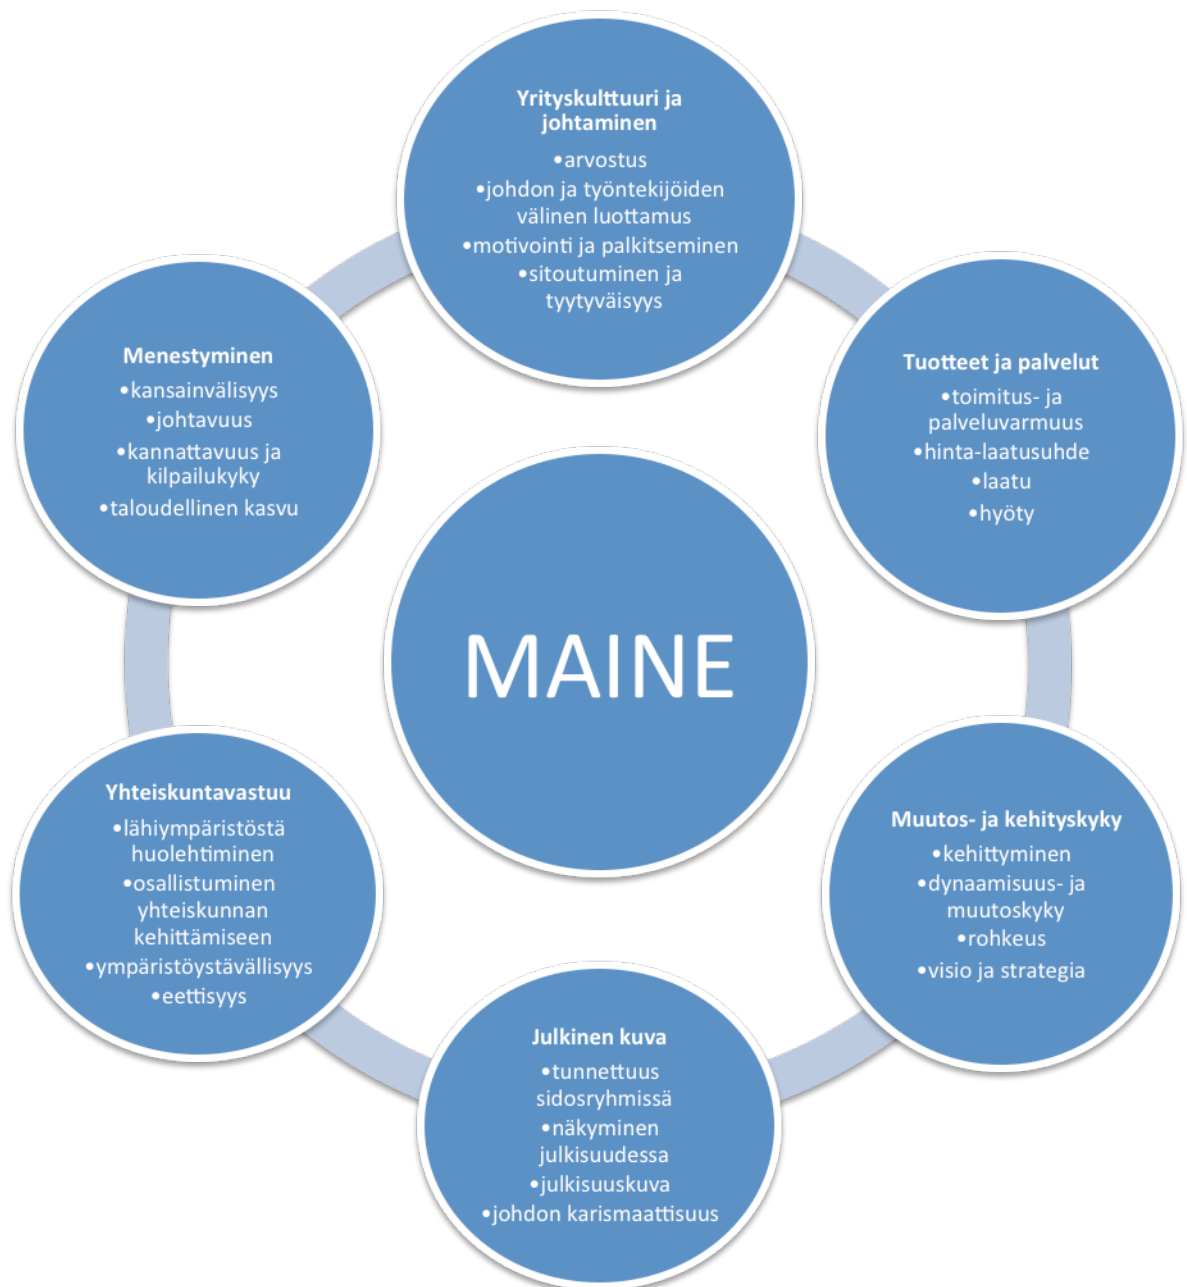 Yrityskulttuuri ja
johtaminen
•arvostus
•johdon ja työntekijöiden
välinen luottamus
•motivointi ja palkitseminen
•sitoutuminen ja
tyytyväisyys
Tuotteet ja palvelut
•toimitus- ja
palveluvarmuus
•hinta-laatusuhde
•laatu
•hyöty
Muutos- ja kehityskyky
•kehittyminen
•dynaamisuus- ja
muutoskyky
•rohkeus
•visio ja strategia
Julkinen kuva
•tunnettuus
sidosryhmissä
•näkyminen
julkisuudessa
•julkisuuskuva
•johdon karismaattisuus
Yhteiskuntavastuu
•lähiympäristöstä
huolehtiminen
•osallistuminen
yhteiskunnan
kehittämiseen
•ympäristöystävällisyys
•eettisyys
Menestyminen
•kansainvälisyys
•johtavuus
•kannattavuus ja
kilpailukyky
•taloudellinen kasvu
MAINE